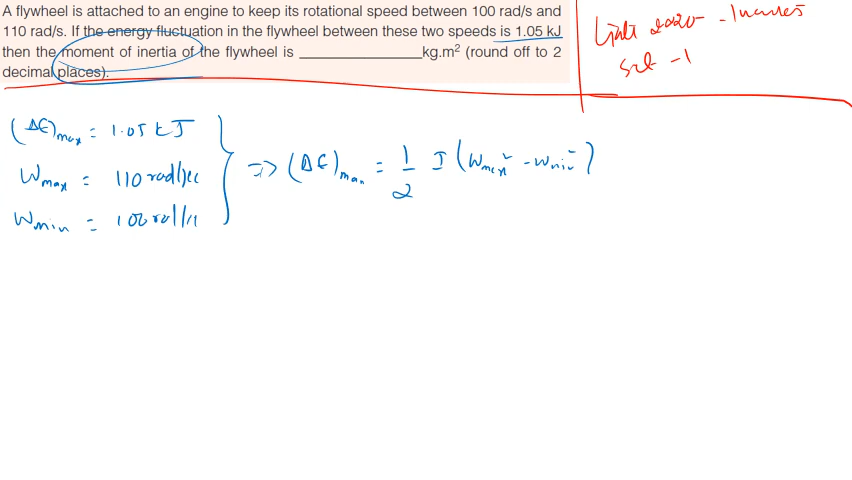 A flywheel is attached to an engine to keep its rotational speed between 100 rad/s and
110 rad/s. If the energy fluctuation in the flywheel between these two speeds is 1.05 kJ
then the moment of inertia of the flywheel is ________________kg.m² (round off to 2
decimal places).
Gate 2020 - 1 marks
Set -1
(ΔE)max = 1.05 kJ
Wmax = 110 rad/sec
Wmin = 100 rad/s
=> (ΔE)max = 1/2 I (Wmax² - Wmin²)